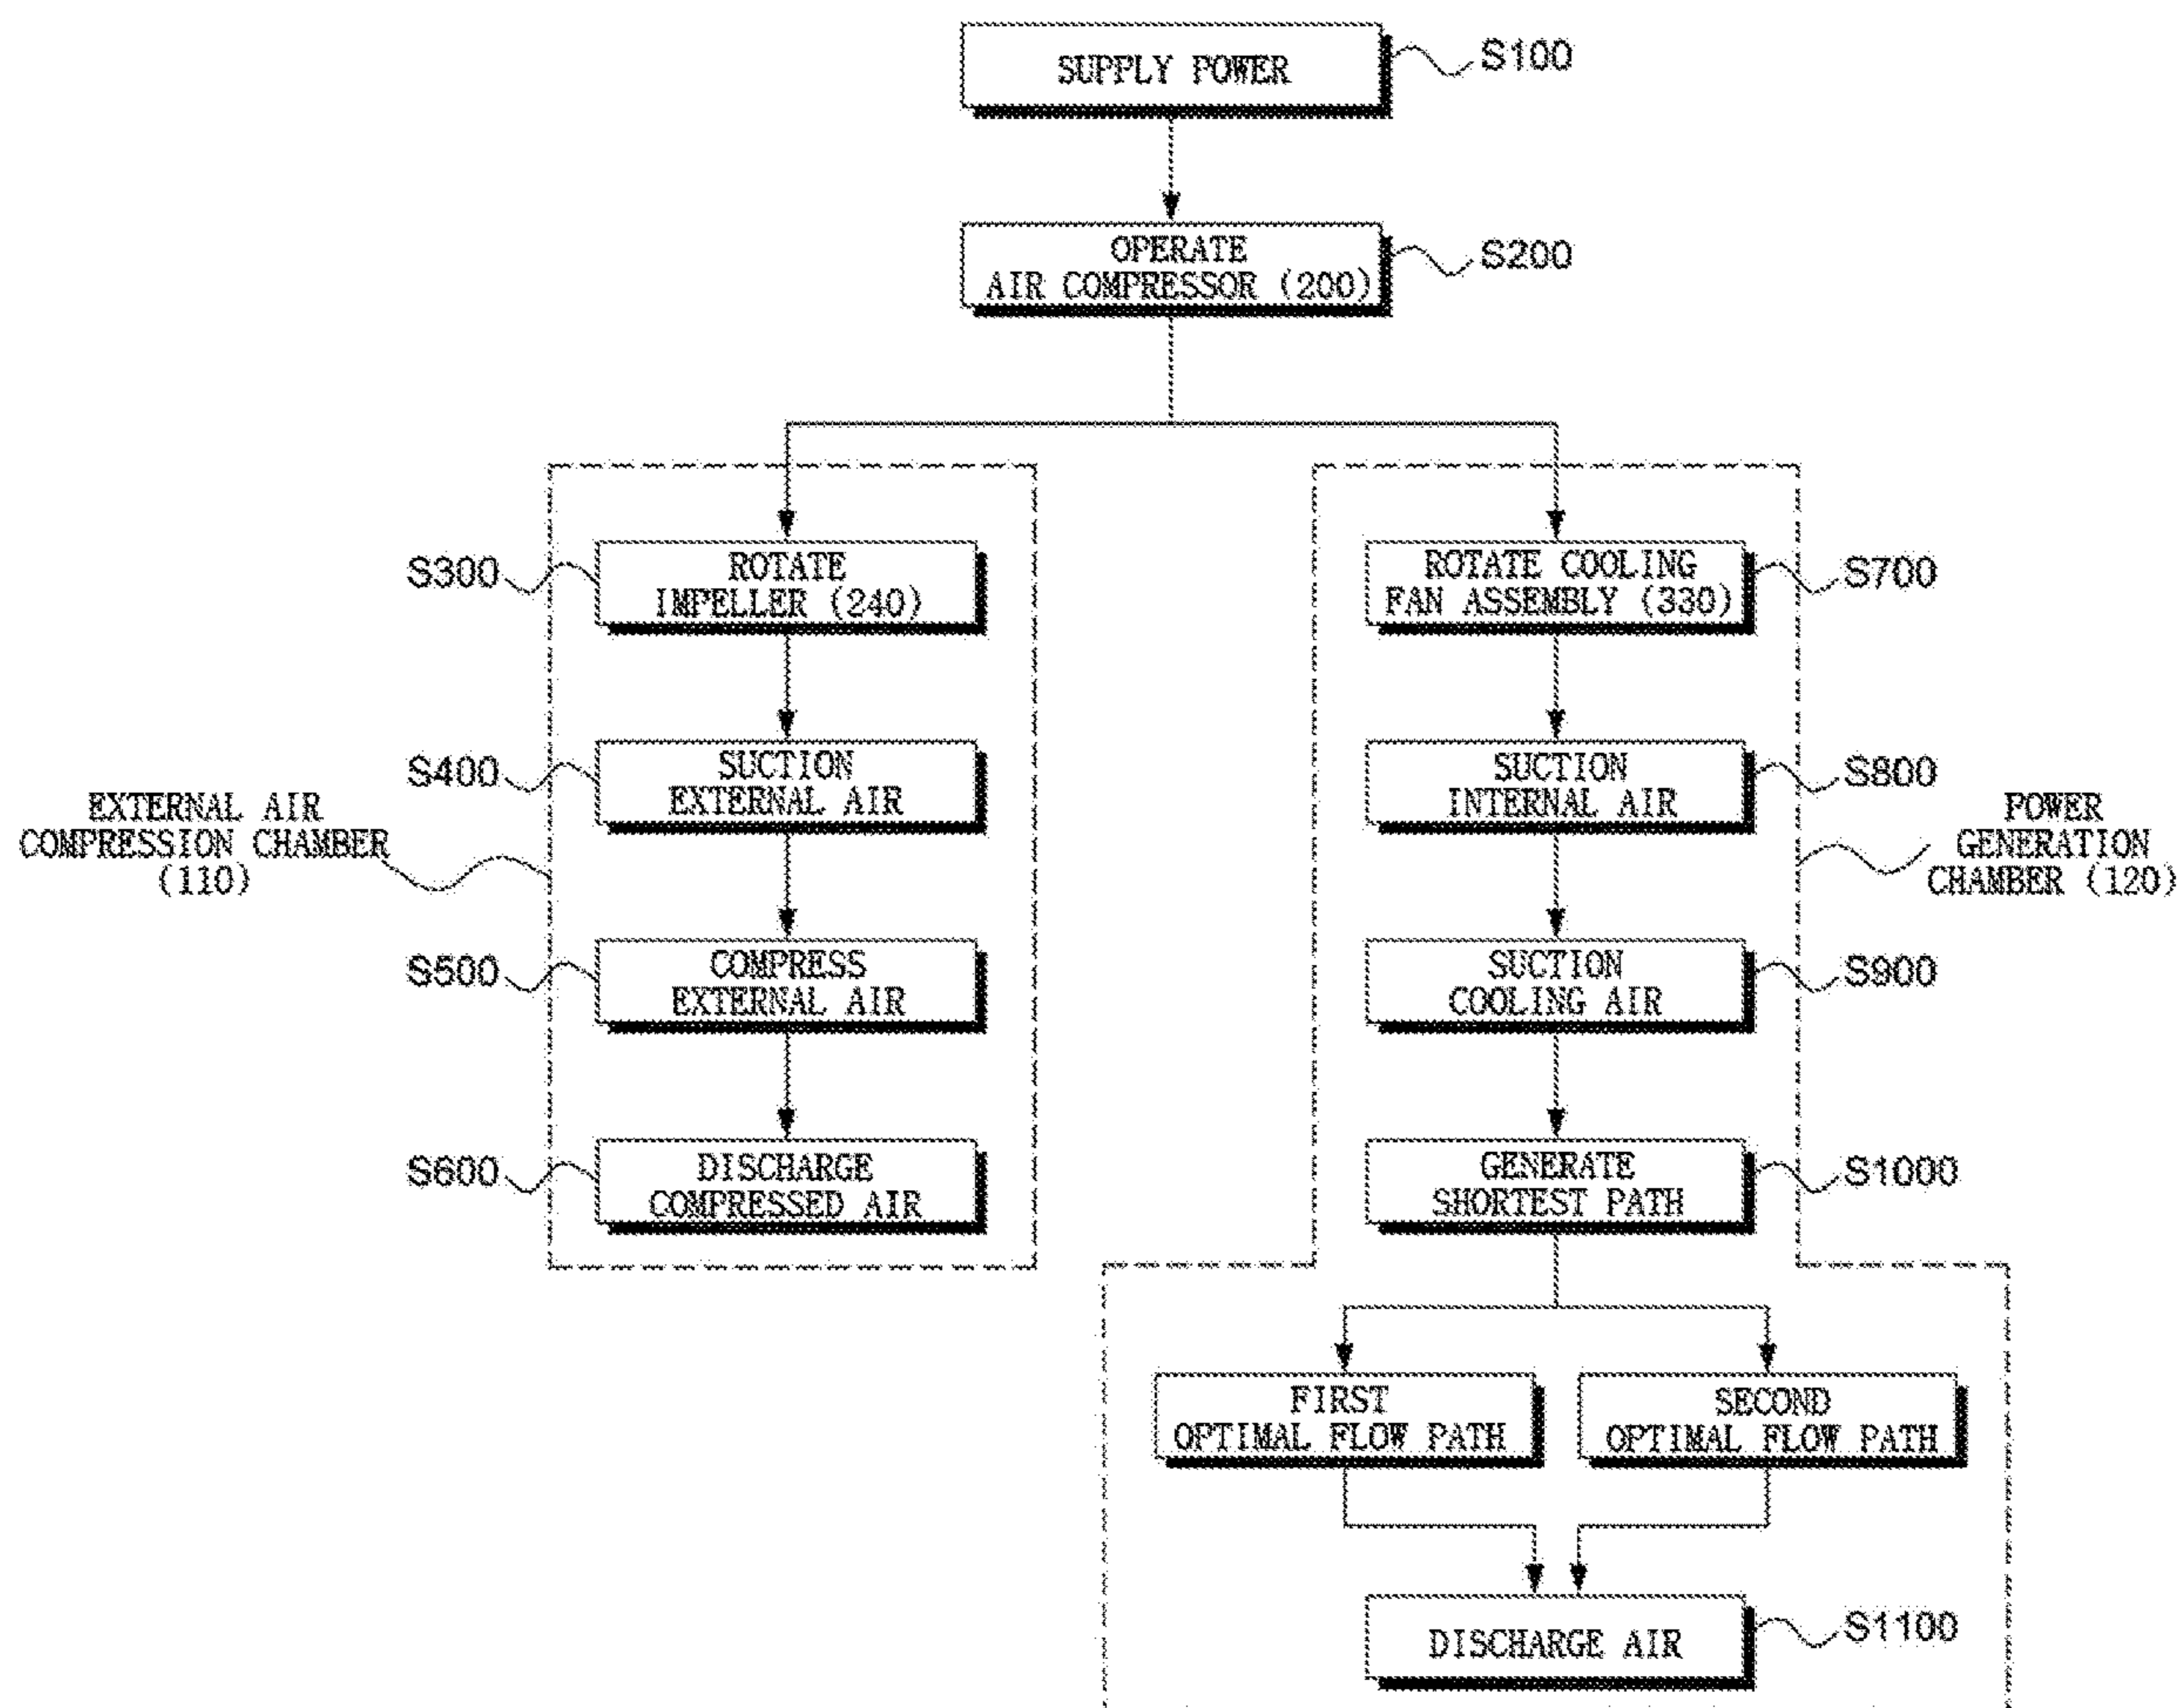 SUPPLY POWER
S100
OPERATE
AIR COMPRESSOR (200)
S200
S300
ROTATE
IMPELLER (240)
S400
SUCTION
EXTERNAL AIR
EXTERNAL AIR
COMPRESSION CHAMBER
(110)
S500
COMPRESS
EXTERNAL AIR
S600
DISCHARGE
COMPRESSED AIR
ROTATE COOLING
FAN ASSEMBLY (330)
S700
SUCTION
INTERNAL AIR
S800
POWER
GENERATION
CHAMBER (120)
SUCTION
COOLING AIR
S900
GENERATE
SHORTEST PATH
S1000
FIRST
OPTIMAL FLOW PATH
SECOND
OPTIMAL FLOW PATH
DISCHARGE AIR
S1100